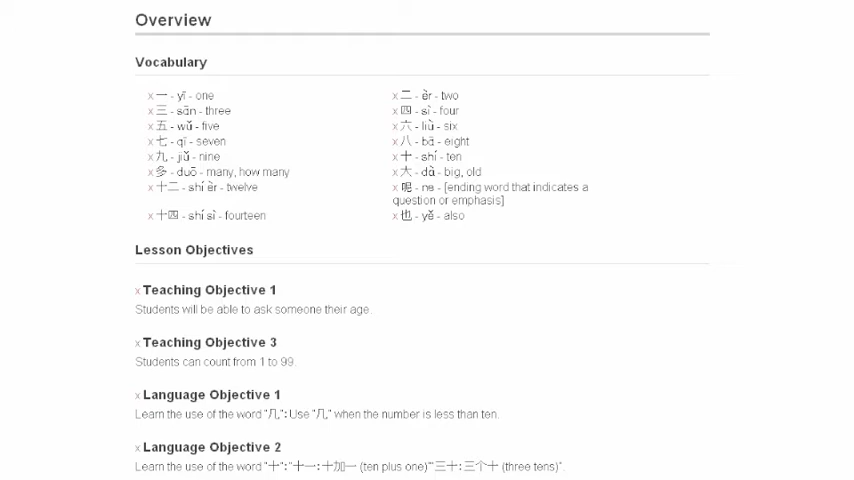 Overview
Vocabulary
x 一 - yī - one
x 二 - èr - two
x 三 - sān - three
x 四 - sì - four
x 五 - wǔ - five
x 六 - liù - six
x 七 - qī - seven
x 八 - bā - eight
x 九 - jiǔ - nine
x 十 - shí - ten
x 多 - duō - many, how many
x 大 - dà - big, old
x 十二 - shí èr - twelve
x 呢 - ne - [ending word that indicates a
question or emphasis]
x 十四 - shí sì - fourteen
x 也 - yě - also
Lesson Objectives
x Teaching Objective 1
Students will be able to ask someone their age.
x Teaching Objective 3
Students can count from 1 to 99.
x Language Objective 1
Learn the use of the word "几": Use "几" when the number is less than ten.
x Language Objective 2
Learn the use of the word "十": "十一: 十加一 (ten plus one)""三十: 三个十 (three tens)".